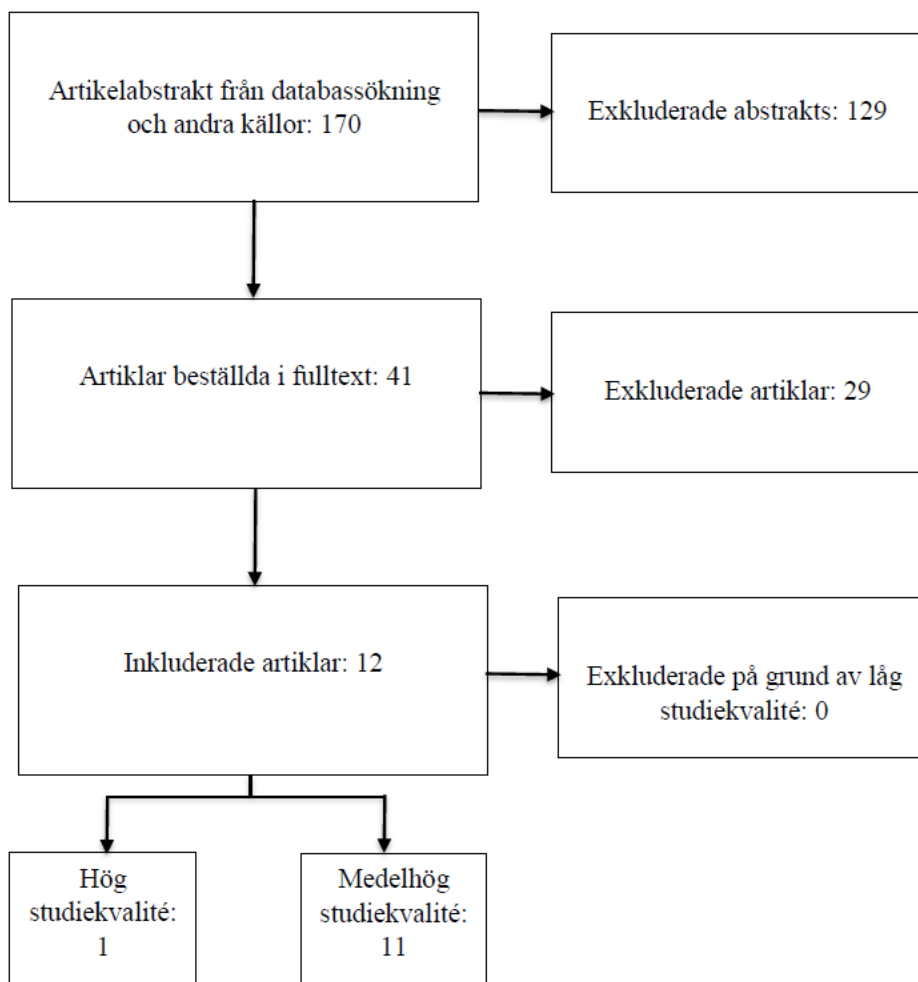 Artikelabstrakt från databassökning
och andra källor: 170
Exkluderade abstrakts: 129
Artiklar beställda i fulltext: 41
Exkluderade artiklar: 29
Inkluderade artiklar: 12
Exkluderade på grund av låg
studiekvalité: 0
Hög
studiekvalité:
1
Medelhög
studiekvalité:
11